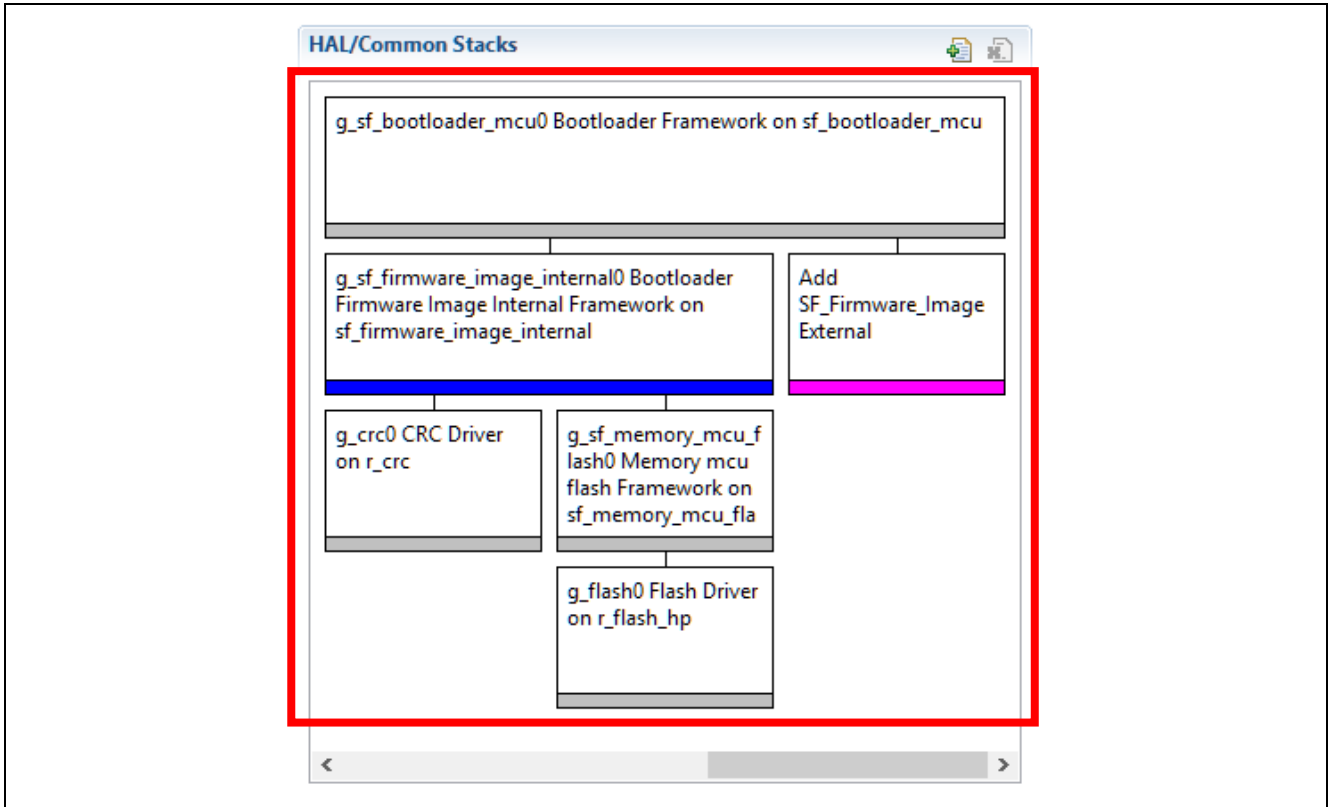 HAL/Common Stacks
g_sf_bootloader_mcu0 Bootloader Framework on sf_bootloader_mcu
g_sf_firmware_image_internal0 Bootloader
Firmware Image Internal Framework on
sf_firmware_image_internal
Add
SF_Firmware_Image
External
g_crc0 CRC Driver
on r_crc
g_sf_memory_mcu_f
lash0 Memory mcu
flash Framework on
sf_memory_mcu_fla
g_flash0 Flash Driver
on r_flash_hp